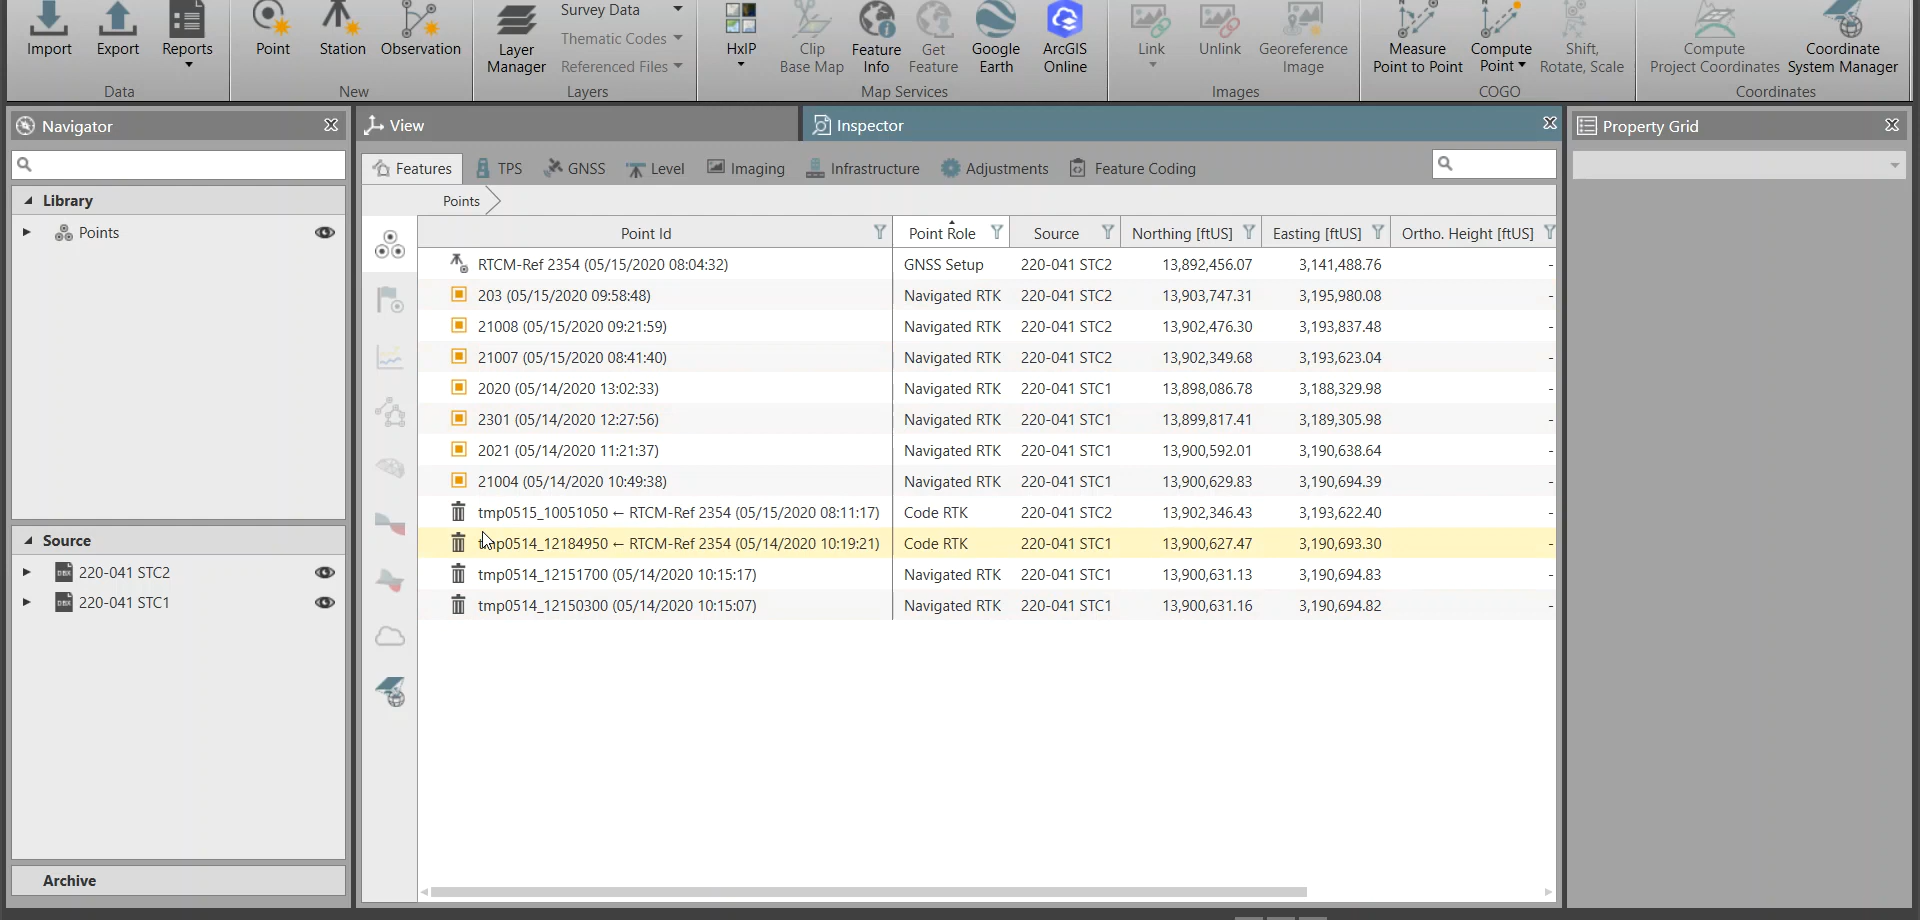 Import Export Reports
Data
Point Station Observation
New
Layer Manager
Survey Data
Thematic Codes
Referenced Files
Layers
HxIP
Clip Base Map
Feature Info
Get Feature
Google Earth
ArcGIS Online
Map Services
Link Unlink
Georeference Image
Images
Measure Point to Point
Compute Point
Shift, Rotate, Scale
COGO
Compute Project Coordinates
Coordinate System Manager
Coordinates
Navigator
Library
Points
Source
220-041 STC2
220-041 STC1
Archive
View
Inspector
Features TPS GNSS Level Imaging Infrastructure Adjustments Feature Coding
Points
Point Id Point Role Source Northing [ftUS] Easting [ftUS] Ortho. Height [ftUS]
RTCM-Ref 2354 (05/15/2020 08:04:32) GNSS Setup 220-041 STC2 13,892,456.07 3,141,488.76 -
203 (05/15/2020 09:58:48) Navigated RTK 220-041 STC2 13,903,747.31 3,195,980.08 -
21008 (05/15/2020 09:21:59) Navigated RTK 220-041 STC2 13,902,476.30 3,193,837.48 -
21007 (05/15/2020 08:41:40) Navigated RTK 220-041 STC2 13,902,349.68 3,193,623.04 -
2020 (05/14/2020 13:02:33) Navigated RTK 220-041 STC1 13,898,086.78 3,188,329.98 -
2301 (05/14/2020 12:27:56) Navigated RTK 220-041 STC1 13,899,817.41 3,189,305.98 -
2021 (05/14/2020 11:21:37) Navigated RTK 220-041 STC1 13,900,592.01 3,190,638.64 -
21004 (05/14/2020 10:49:38) Navigated RTK 220-041 STC1 13,900,629.83 3,190,694.39 -
tmp0515_10051050 ← RTCM-Ref 2354 (05/15/2020 08:11:17) Code RTK 220-041 STC2 13,902,346.43 3,193,622.40 -
tmp0514_12184950 ← RTCM-Ref 2354 (05/14/2020 10:19:21) Code RTK 220-041 STC1 13,900,627.47 3,190,693.30 -
tmp0514_12151700 (05/14/2020 10:15:17) Navigated RTK 220-041 STC1 13,900,631.13 3,190,694.83 -
tmp0514_12150300 (05/14/2020 10:15:07) Navigated RTK 220-041 STC1 13,900,631.16 3,190,694.82 -
Property Grid